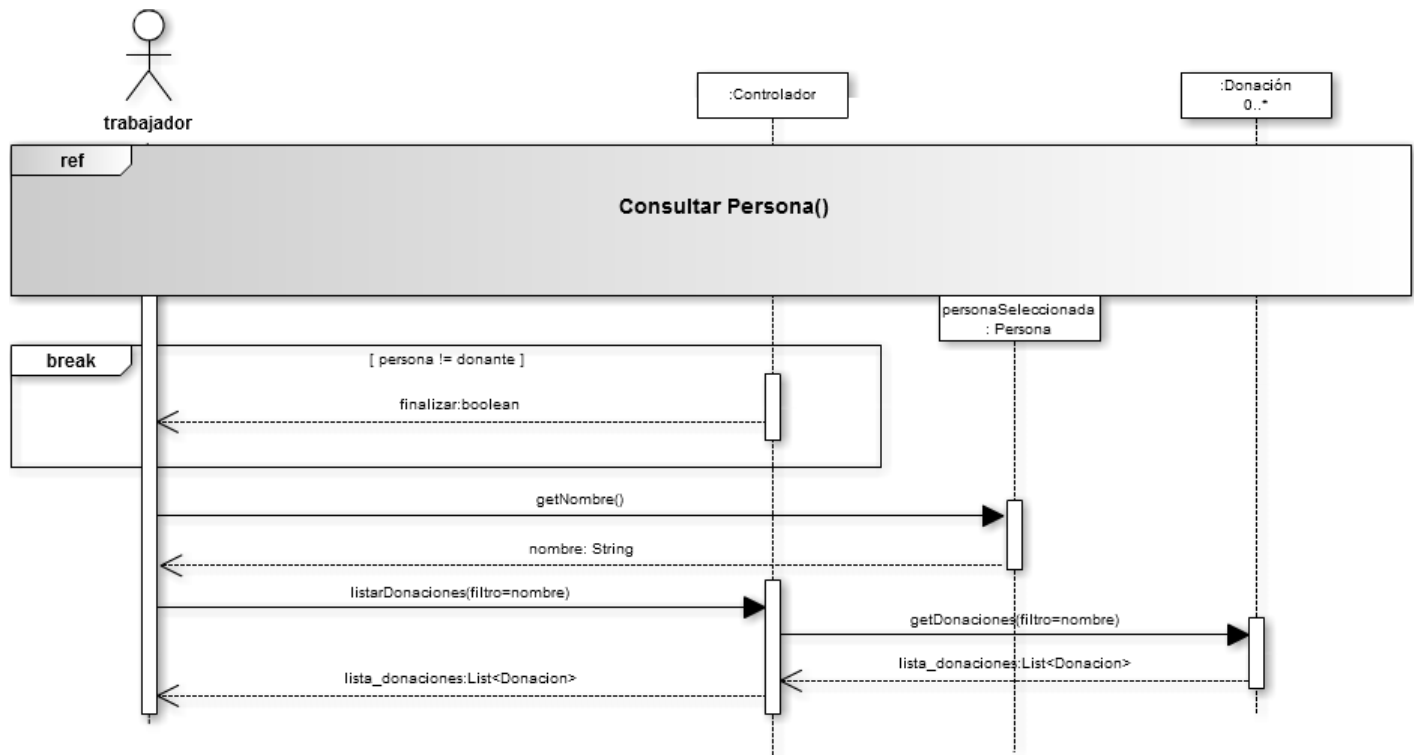 :Controlador
:Donación
0..*
trabajador
ref
Consultar Persona()
personaSeleccionada
: Persona
break
[ persona != donante ]
finalizar:boolean
getNombre()
nombre: String
listarDonaciones(filtro=nombre)
getDonaciones(filtro=nombre)
lista_donaciones:List<Donacion>
lista_donaciones:List<Donacion>